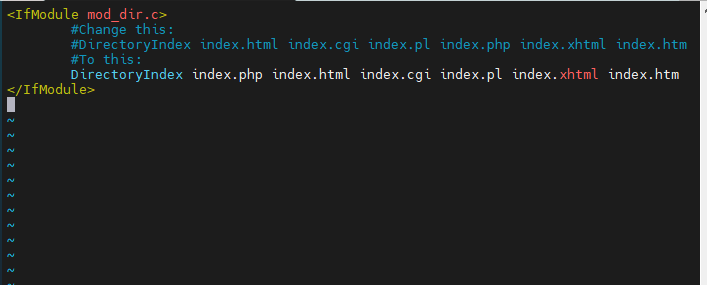 <IfModule mod_dir.c>
#Change this:
#DirectoryIndex index.html index.cgi index.pl index.php index.xhtml index.htm
#To this:
DirectoryIndex index.php index.html index.cgi index.pl index.xhtml index.htm
</IfModule>
~
~
~
~
~
~
~
~
~
~
~
~